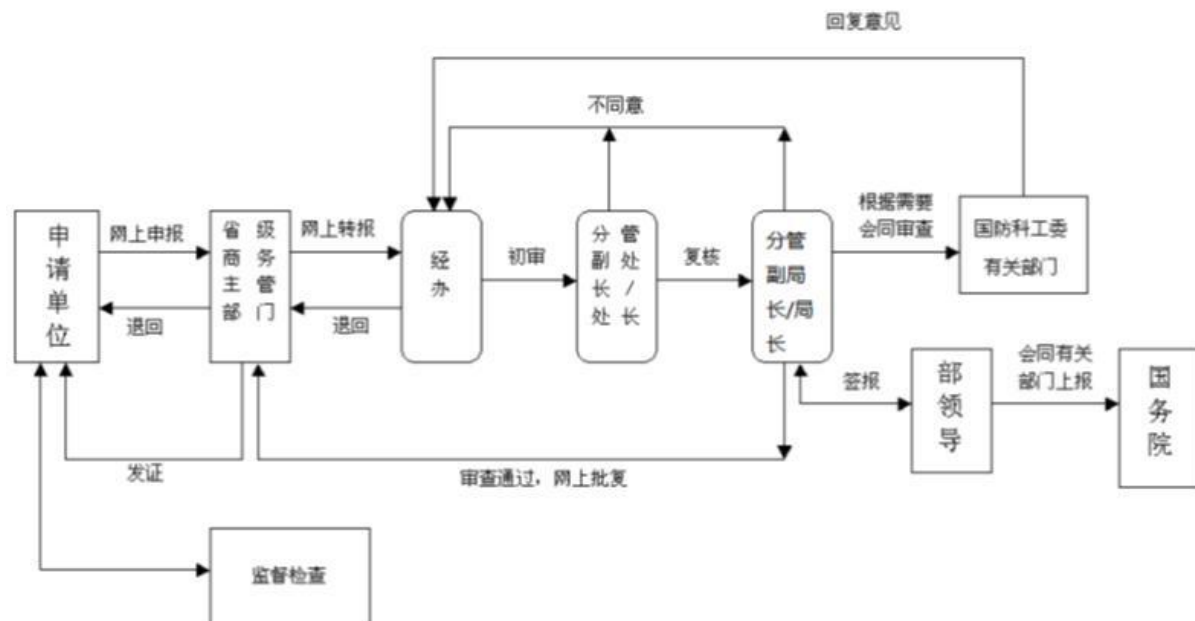 回复意见
不同意
申请单位
网上申报
退回
省级
商务
主管
部门
网上转报
退回
经办
初审
分管
副处
长/
处长
复核
分管
副局
长/局
长
根据需要
会同审查
国防科工委
有关部门
签报
部领导
会同有关
部门上报
国务院
发证
审查通过，网上批复
监督检查